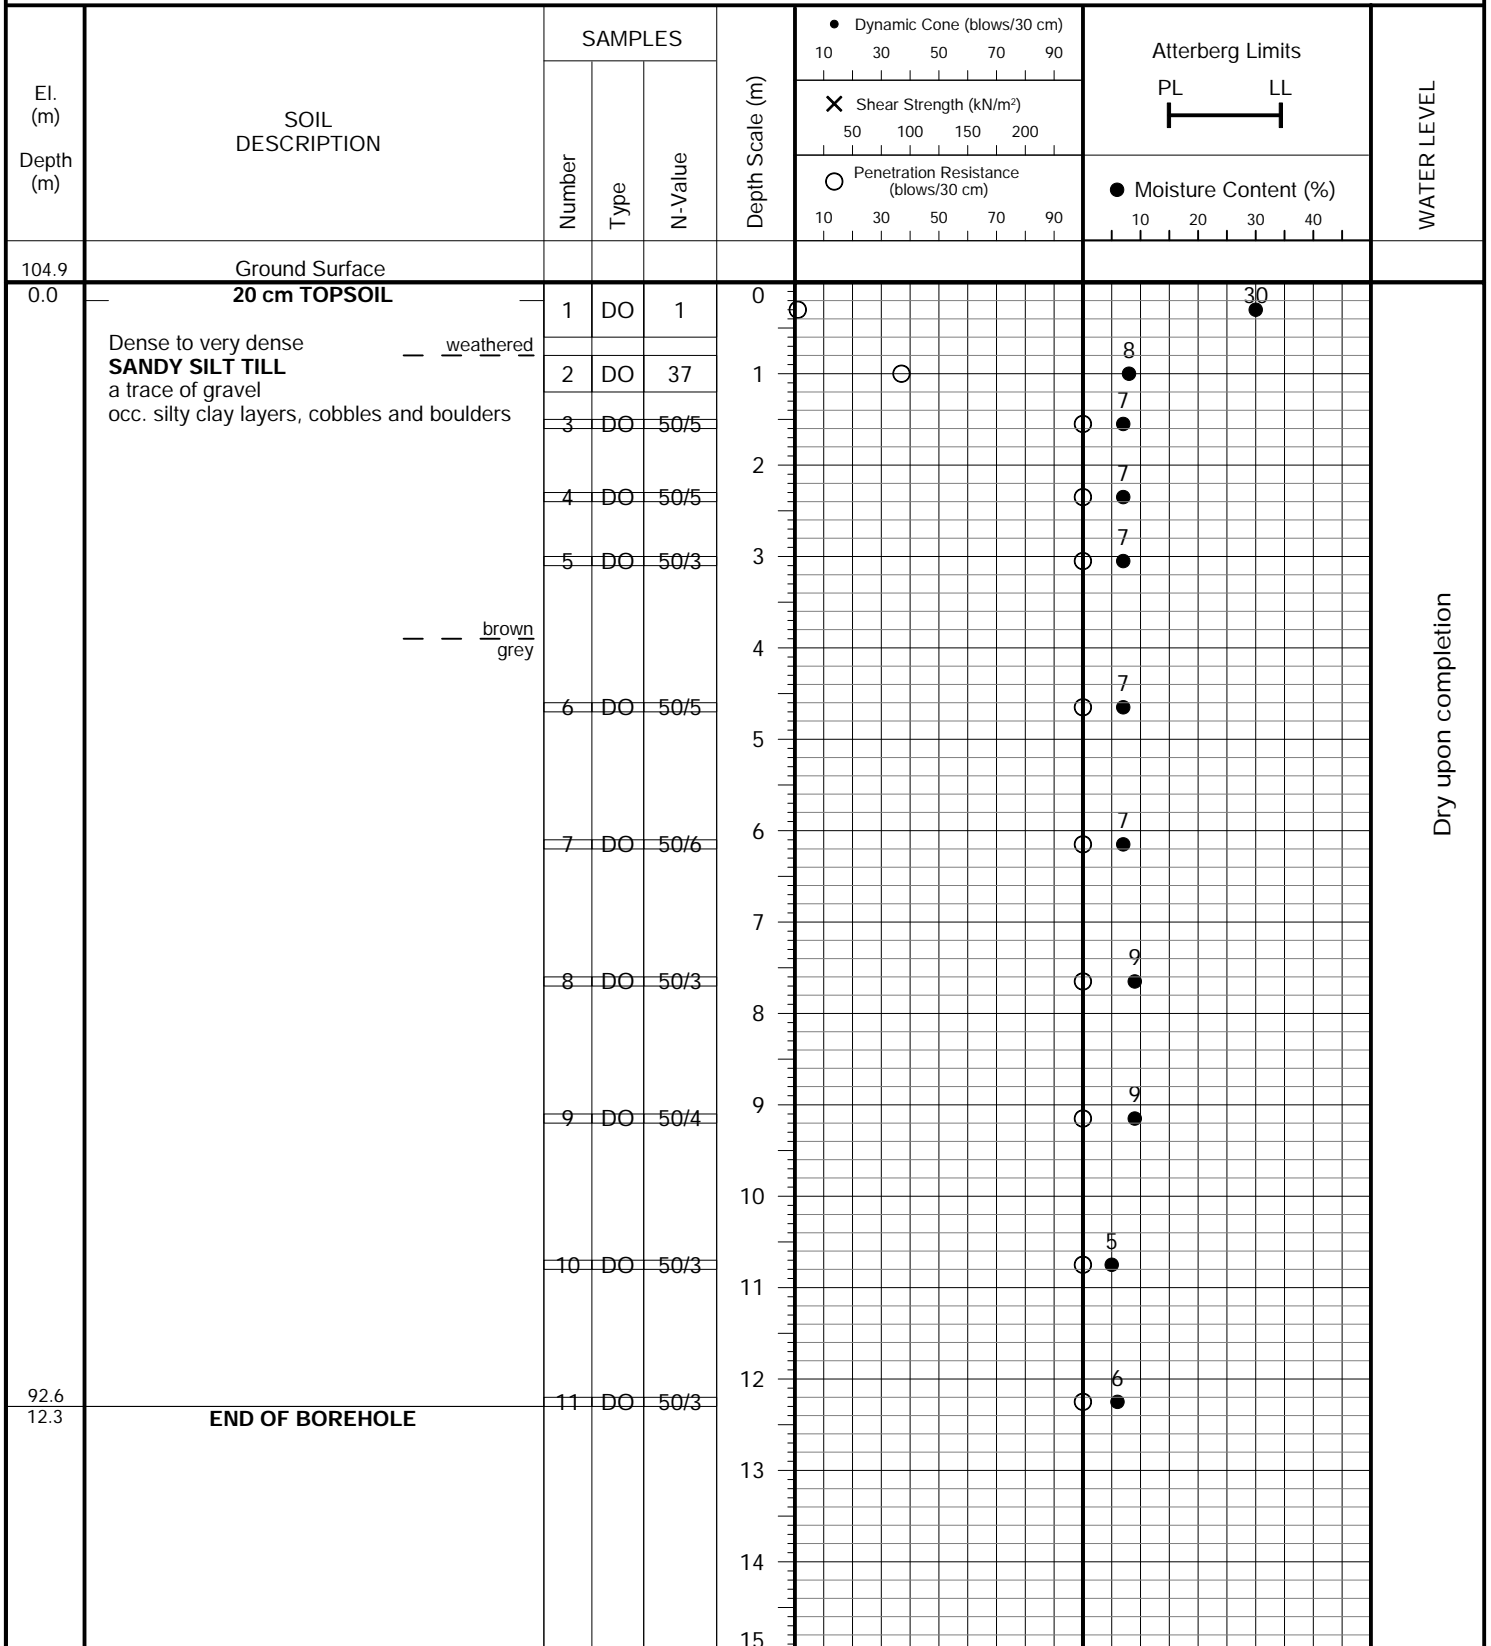 El.
(m)
Depth
(m)
SOIL
DESCRIPTION
SAMPLES
Number
Type
N-Value
Depth Scale (m)
● Dynamic Cone (blows/30 cm)
10 30 50 70 90
✕ Shear Strength (kN/m²)
50 100 150 200
○ Penetration Resistance
(blows/30 cm)
10 30 50 70 90
Atterberg Limits
PL LL
● Moisture Content (%)
10 20 30 40
WATER LEVEL
104.9 Ground Surface
0.0 20 cm TOPSOIL 0 30
1 DO 1
Dense to very dense weathered
SANDY SILT TILL
a trace of gravel
occ. silty clay layers, cobbles and boulders
8
2 DO 37 1
7
3 DO 50/5
2
7
4 DO 50/5
7
3
5 DO 50/3
brown
grey
4
7
6 DO 50/5
5
7
6
7 DO 50/6
7
9
8 DO 50/3
8
9
9
9 DO 50/4
10
5
10 DO 50/3
11
12 6
92.6
11 DO 50/3
12.3 END OF BOREHOLE
13
14
15
Dry upon completion